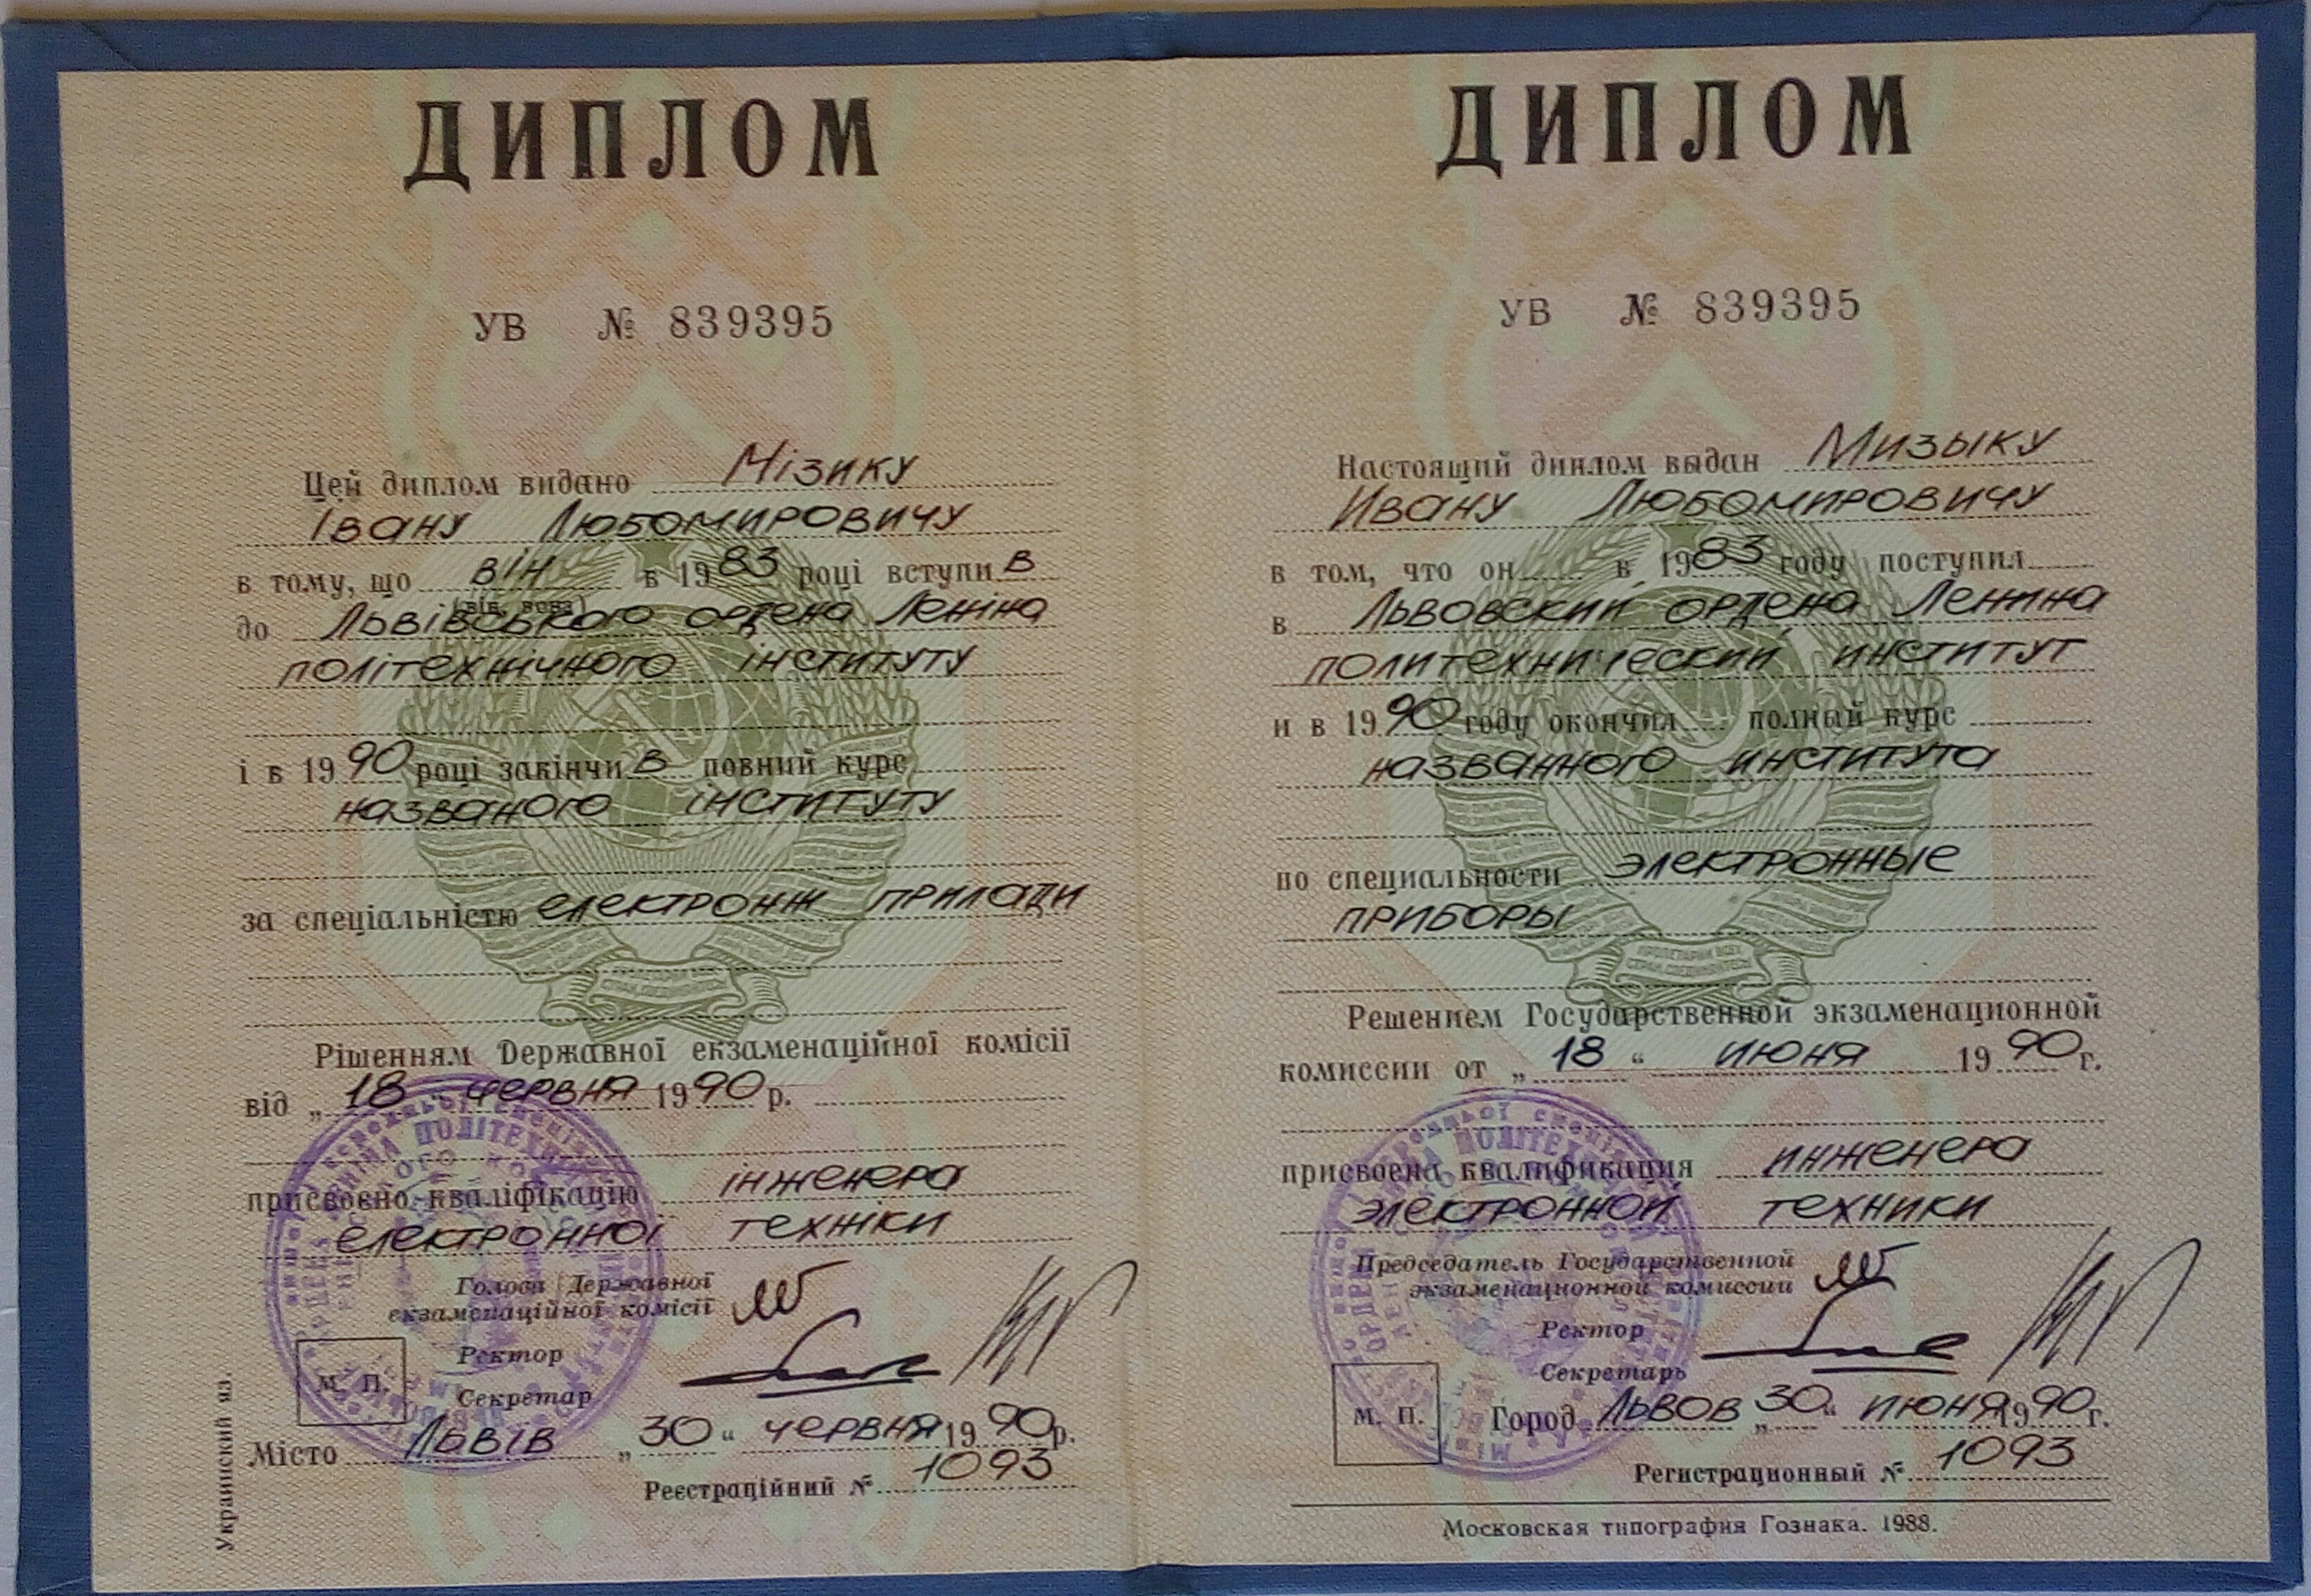 ДИПЛОМ
УВ № 839395
Цей диплом видано Мізику
Івану Любомировичу
в тому, що він в 1983 році вступив
(він, вона)
до Львівського ордена Леніна
політехнічного інституту
і в 1990 році закінчив повний курс
названого інституту
за спеціальністю електронні прилади
Рішенням Державної екзаменаційної комісії
від „18“ червня 1990 р.
присвоєно кваліфікацію інженера
електронної техніки
Голова Державної
екзаменаційної комісії
Ректор
М. П.
Секретар
Місто Львів „30“ червня 1990 р.
Реєстраційний № 1093
Украинский яз.
ДИПЛОМ
УВ № 839395
Настоящий диплом выдан Мизыку
Ивану Любомировичу
в том, что он в 1983 году поступил
в Львовский ордена Ленина
политехнический институт
и в 1990 году окончил полный курс
названного института
по специальности электронные
приборы
Решением Государственной экзаменационной
комиссии от „18“ июня 1990 г.
присвоена квалификация инженера
электронной техники
Председатель Государственной
экзаменационной комиссии
Ректор
Секретарь
М. П.
Город Львов „30“ июня 1990 г.
Регистрационный № 1093
Московская типография Гознака. 1988.